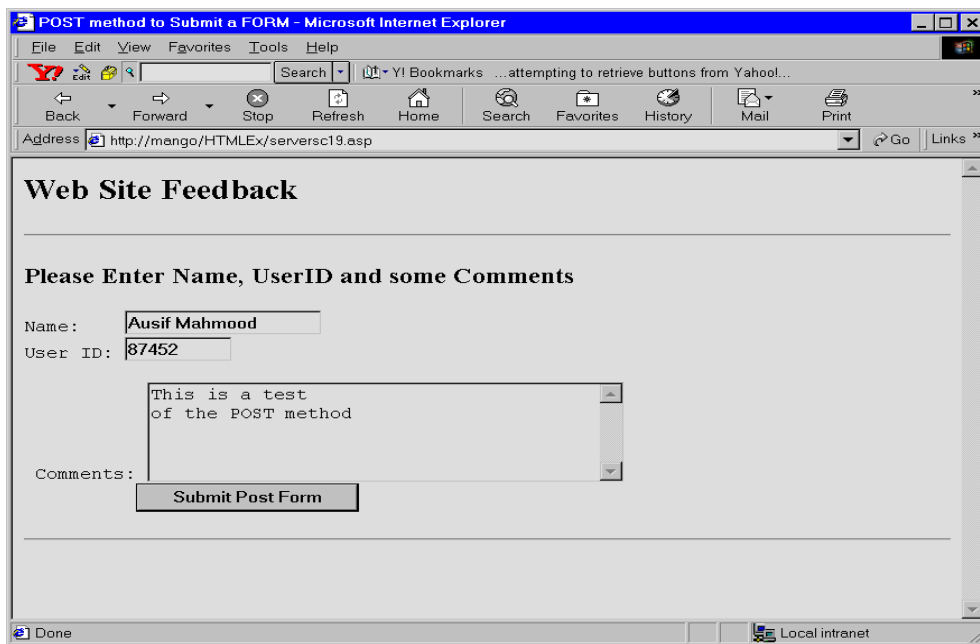 POST method to Submit a FORM - Microsoft Internet Explorer
File Edit View Favorites Tools Help
Y? Edit Search Y! Bookmarks ...attempting to retrieve buttons from Yahoo!...
Back Forward Stop Refresh Home Search Favorites History Mail Print
Address http://mango/HTMLEx/serversc19.asp Go Links
Web Site Feedback
Please Enter Name, UserID and some Comments
Name: Ausif Mahmood
User ID: 87452
This is a test
of the POST method
Comments:
Submit Post Form
Done Local intranet